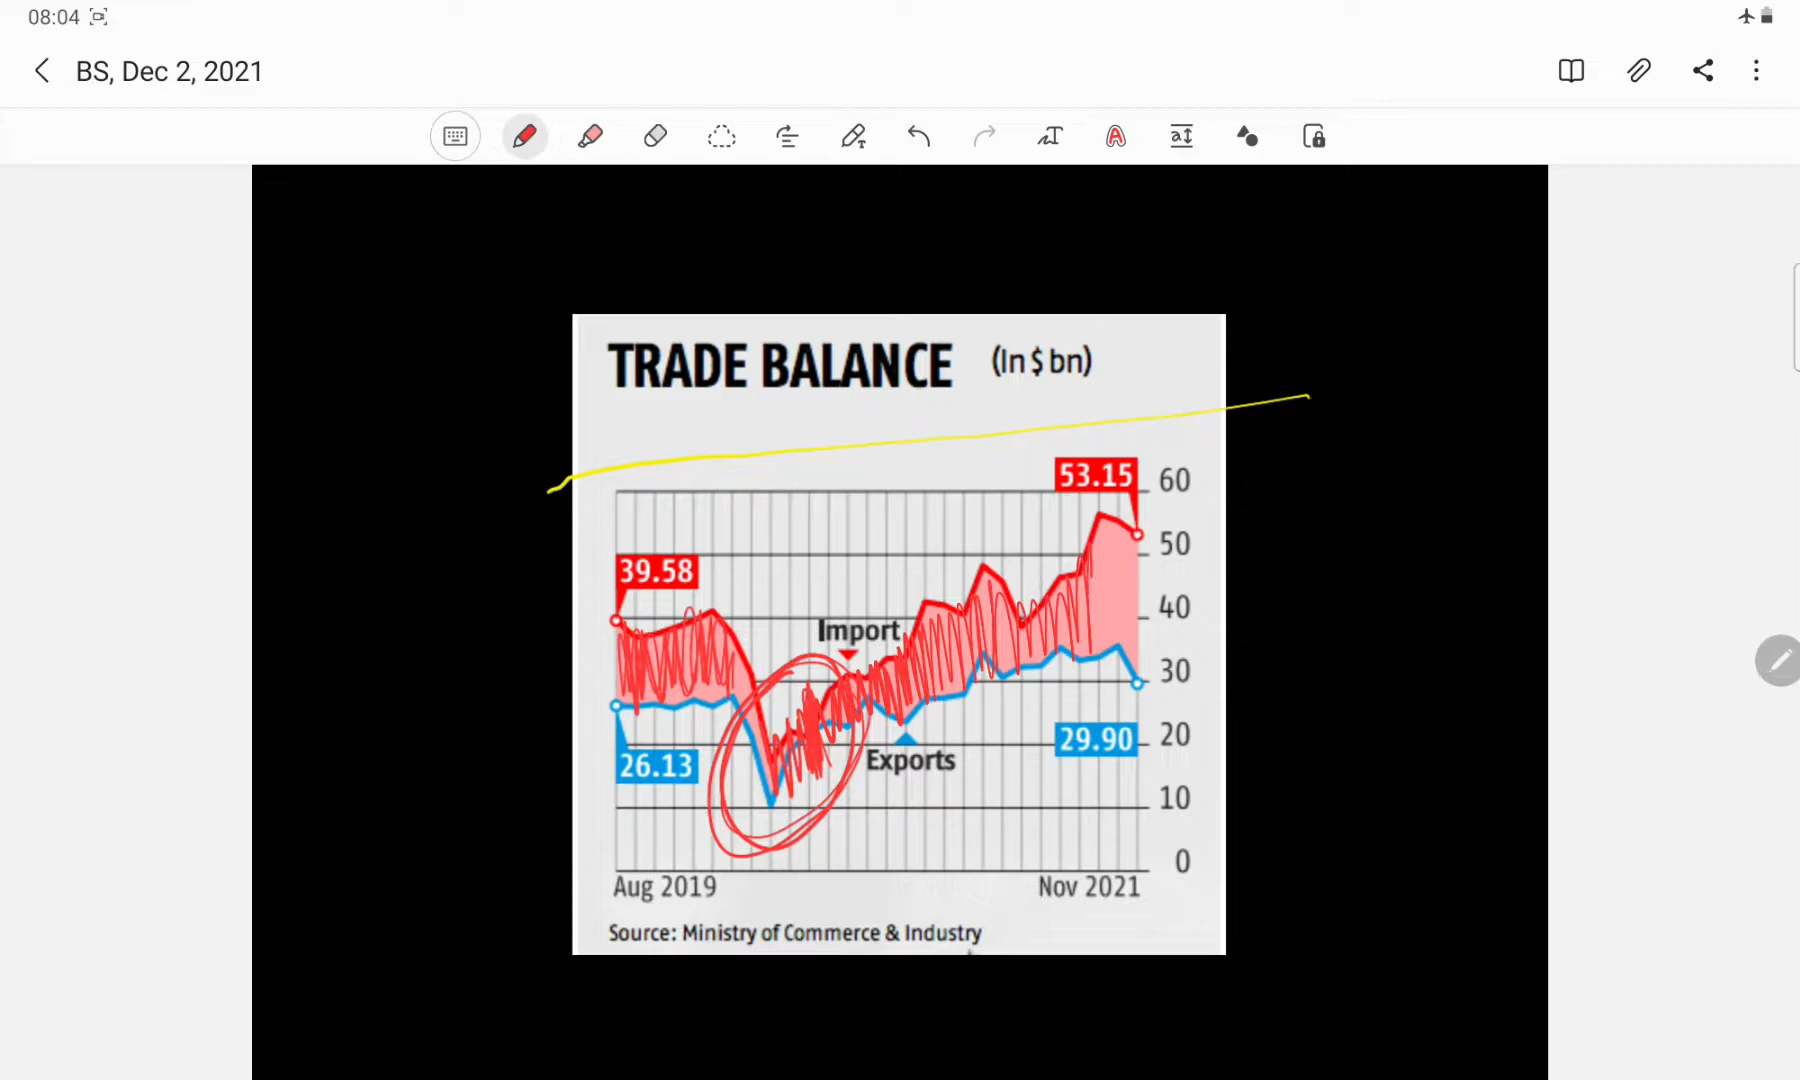 08:04
BS, Dec 2, 2021
TRADE BALANCE (In $ bn)
53.15
60
50
39.58
40
Import
30
20
29.90
26.13
Exports
10
0
Aug 2019
Nov 2021
Source: Ministry of Commerce & Industry